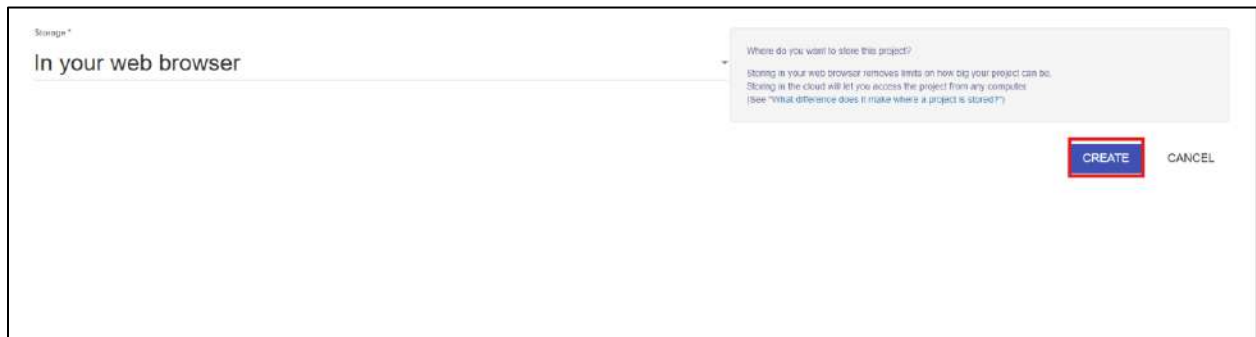 Storage *
In your web browser
Where do you want to store this project?
Storing in your web browser removes limits on how big your project can be.
Storing in the cloud will let you access the project from any computer
(See "What difference does it make where a project is stored?")
CREATE CANCEL